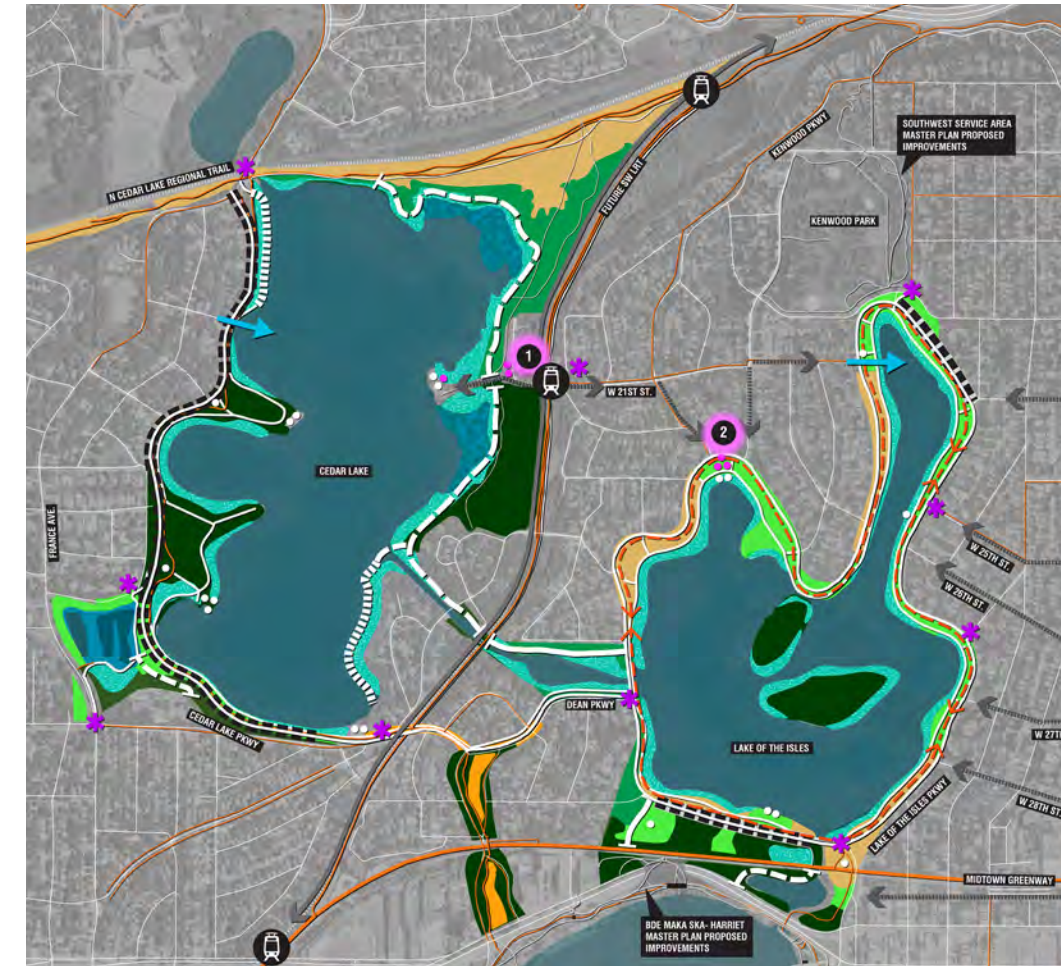 SOUTHWEST SERVICE AREA
MASTER PLAN PROPOSED
IMPROVEMENTS
KENWOOD PKWY
N CEDAR LAKE REGIONAL TRAIL
FUTURE SW LRT
KENWOOD PARK
1
W 21ST ST.
2
CEDAR LAKE
FRANCE AVE.
W 25TH ST.
W 26TH ST.
DEAN PKWY
CEDAR LAKE PKWY
W 27TH
LAKE OF THE ISLES
W 28TH ST.
LAKE OF THE ISLES PKWY
MIDTOWN GREENWAY
BDE MAKA SKA- HARRIET
MASTER PLAN PROPOSED
IMPROVEMENTS